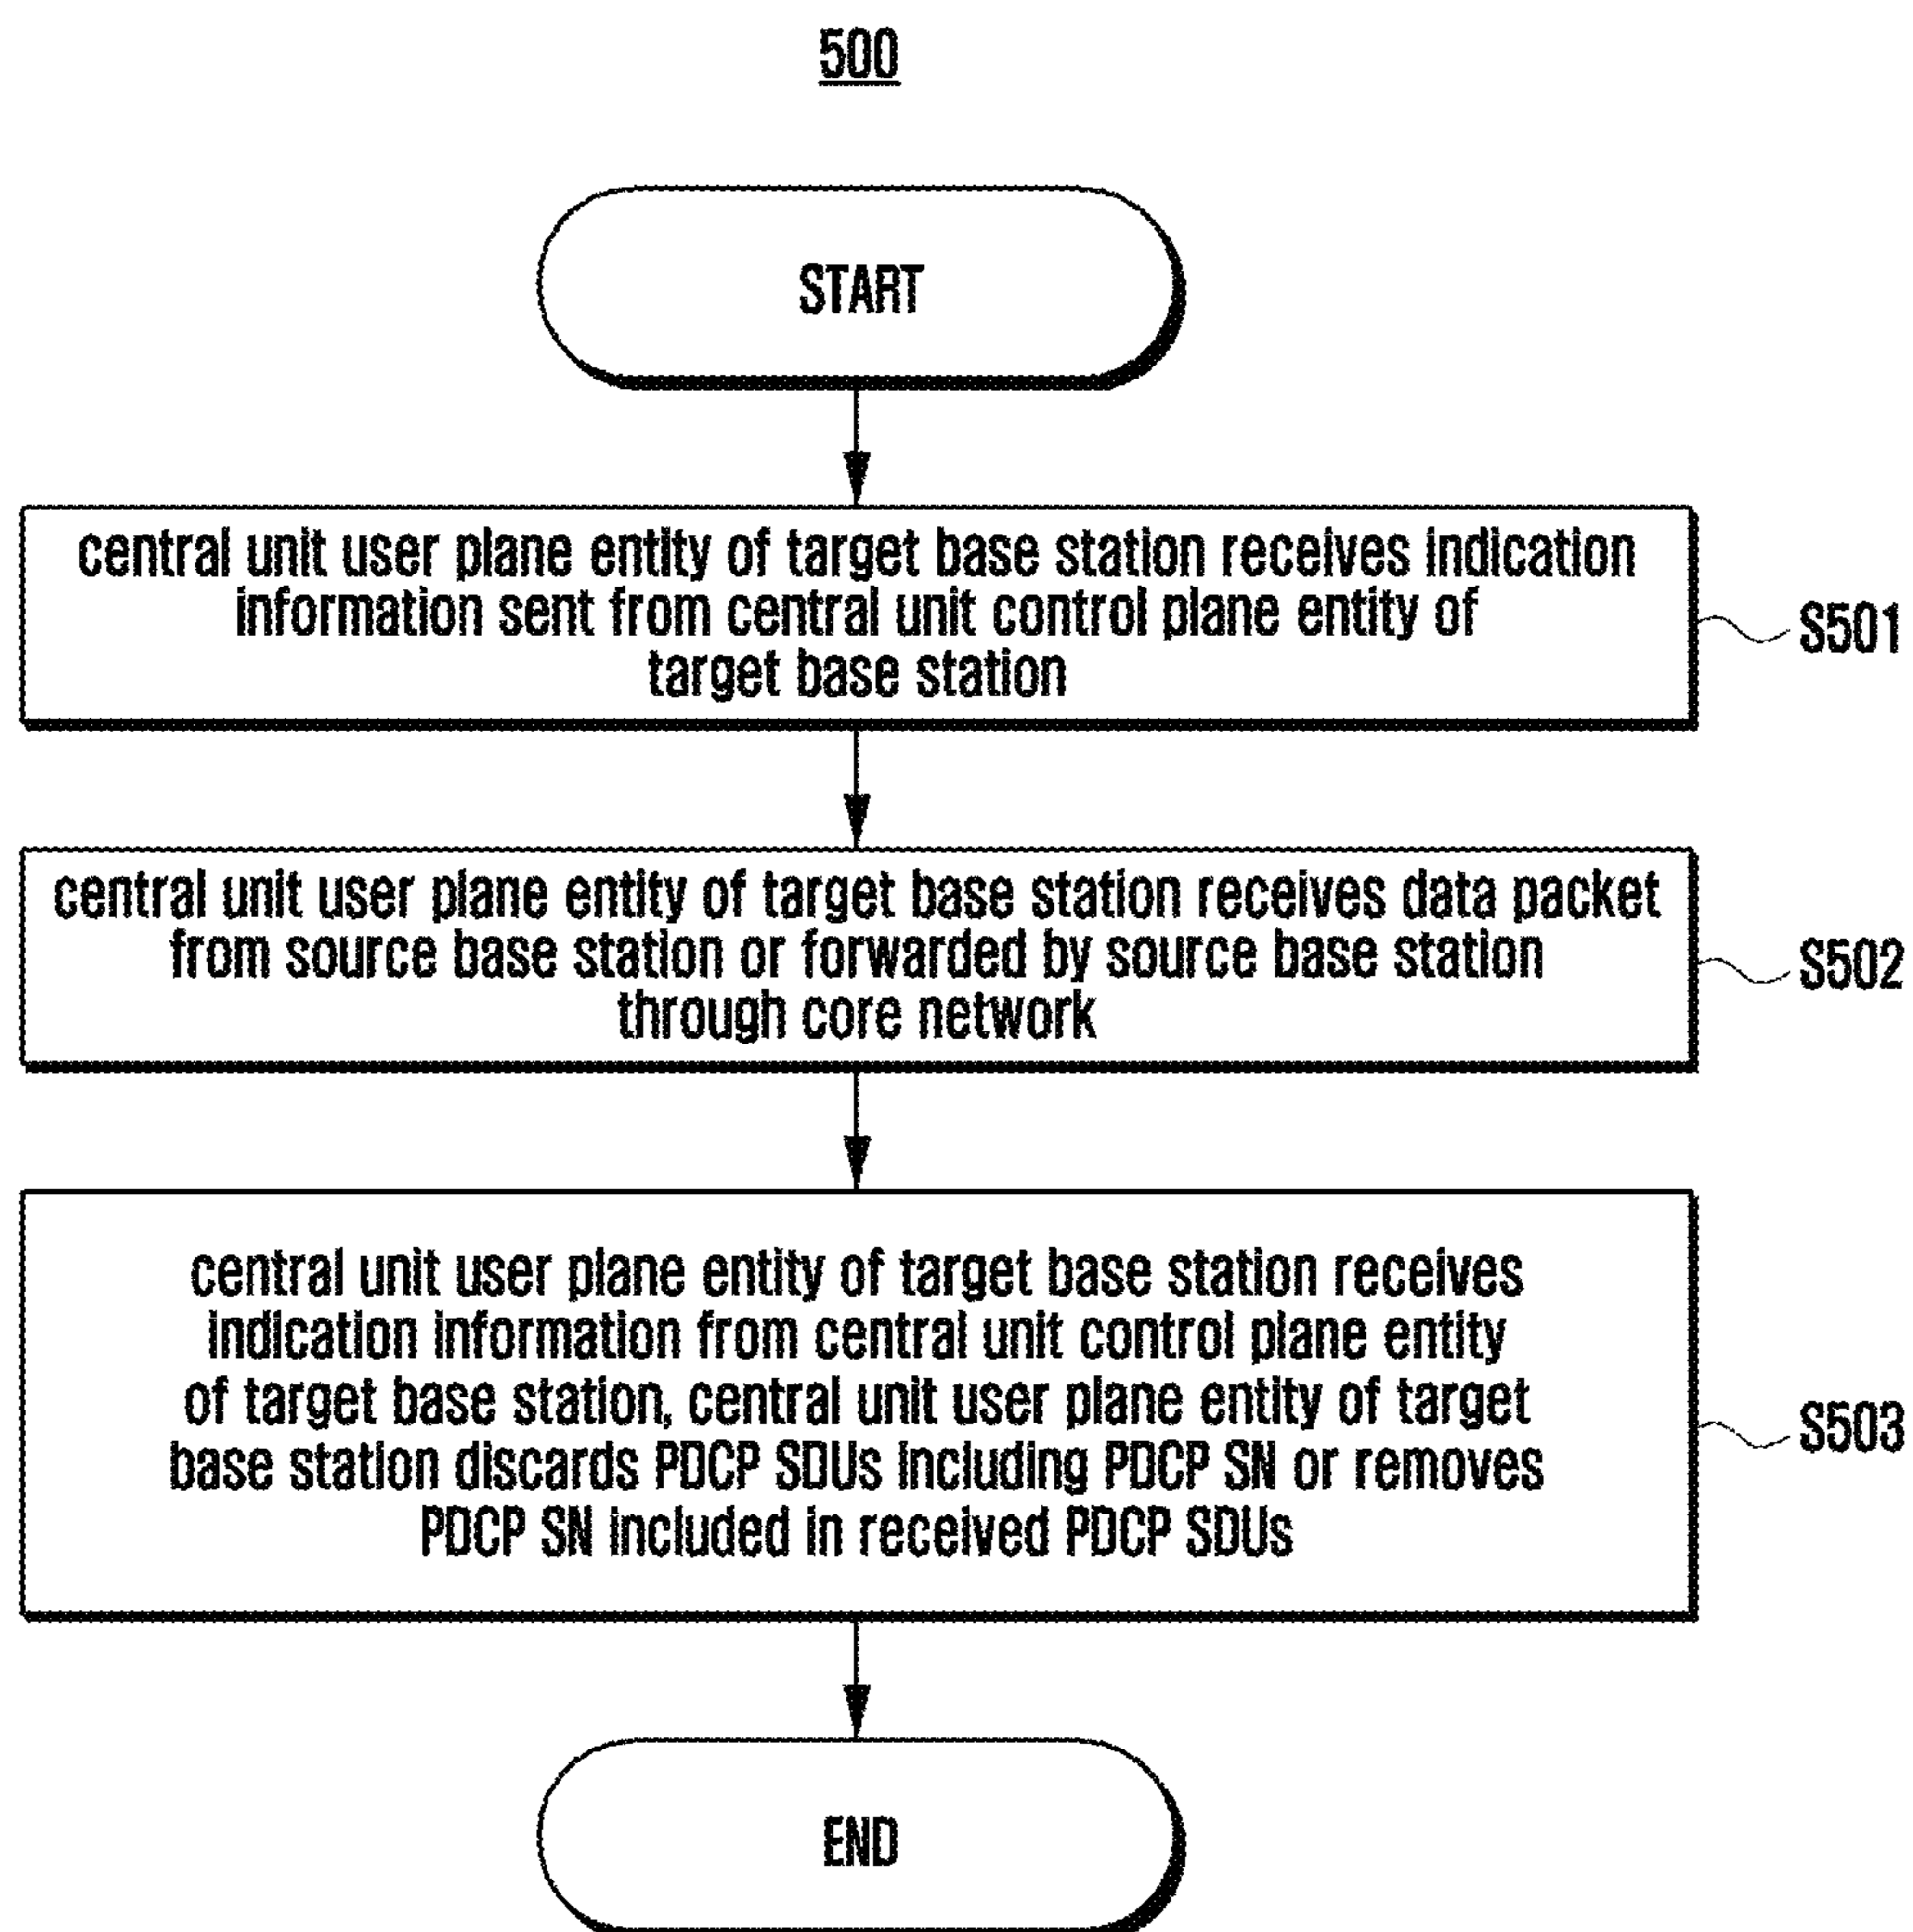 500
START
central unit user plane entity of target base station receives indication
information sent from central unit control plane entity of
target base station
S501
central unit user plane entity of target base station receives data packet
from source base station or forwarded by source base station
through core network
S502
central unit user plane entity of target base station receives
indication information from central unit control plane entity
of target base station, central unit user plane entity of target
base station discards PDCP SDUs including PDCP SN or removes
PDCP SN included in received PDCP SDUs
S503
END